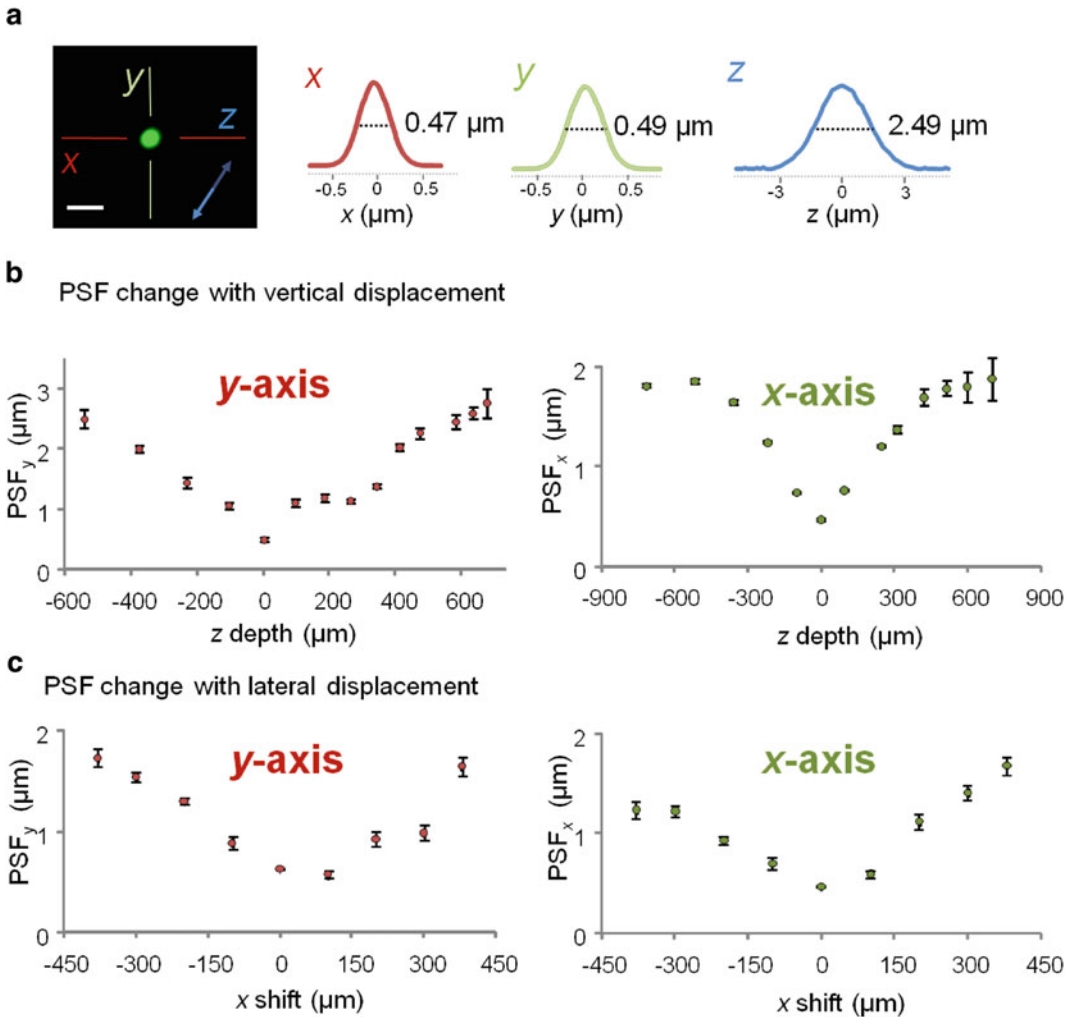 a
y
z
x
x
0.47 µm
-0.5 0 0.5
x (µm)
y
0.49 µm
-0.5 0 0.5
y (µm)
z
2.49 µm
-3 0 3
z (µm)
b
PSF change with vertical displacement
y-axis
PSFy (µm)
3
2
1
0
-600 -400 -200 0 200 400 600
z depth (µm)
x-axis
PSFx (µm)
2
1
0
-900 -600 -300 0 300 600 900
z depth (µm)
c
PSF change with lateral displacement
y-axis
PSFy (µm)
2
1
0
-450 -300 -150 0 150 300 450
x shift (µm)
x-axis
PSFx (µm)
2
1
0
-450 -300 -150 0 150 300 450
x shift (µm)